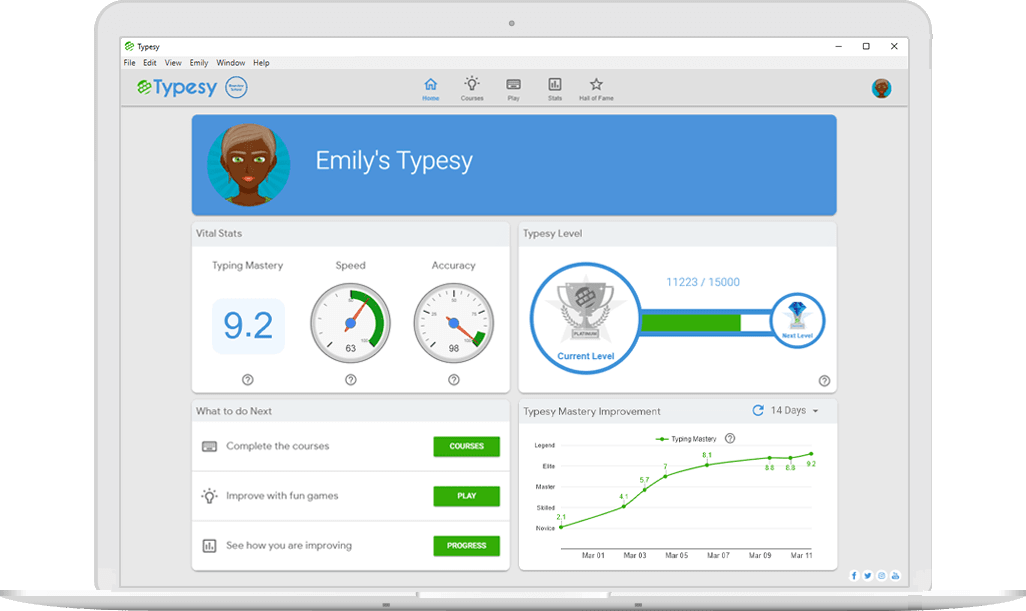 Typesy
File Edit View Emily Window Help
Typesy
Home Courses Play Stats Hall of Fame
Emily's Typesy
Vital Stats
Typing Mastery Speed Accuracy
9.2
63
98
Typesy Level
11223 / 15000
PLATINUM
Current Level
Next Level
What to do Next
Complete the courses COURSES
Improve with fun games PLAY
See how you are improving PROGRESS
Typesy Mastery Improvement 14 Days
Typing Mastery
Legend
Elite
Master
Skilled
Novice
2.1 4.1 5.7 7 8.1 8.8 8.8 9.2
Mar 01 Mar 03 Mar 05 Mar 07 Mar 09 Mar 11